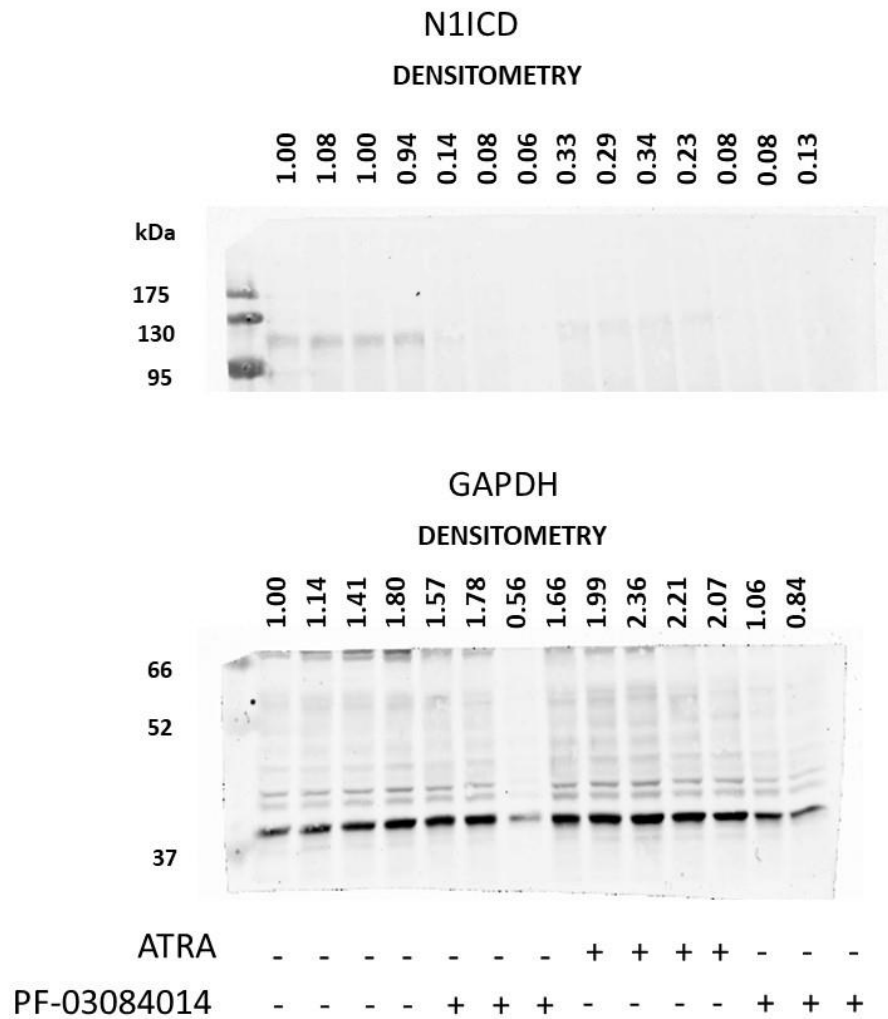 N1ICD
DENSITOMETRY
1.00 1.08 1.00 0.94 0.14 0.08 0.06 0.33 0.29 0.34 0.23 0.08 0.08 0.13
kDa
175
130
95
GAPDH
DENSITOMETRY
1.00 1.14 1.41 1.80 1.57 1.78 0.56 1.66 1.99 2.36 2.21 2.07 1.06 0.84
66
52
37
ATRA - - - - - - - + + + + - - -
PF-03084014 - - - - + + + - - - - + + +